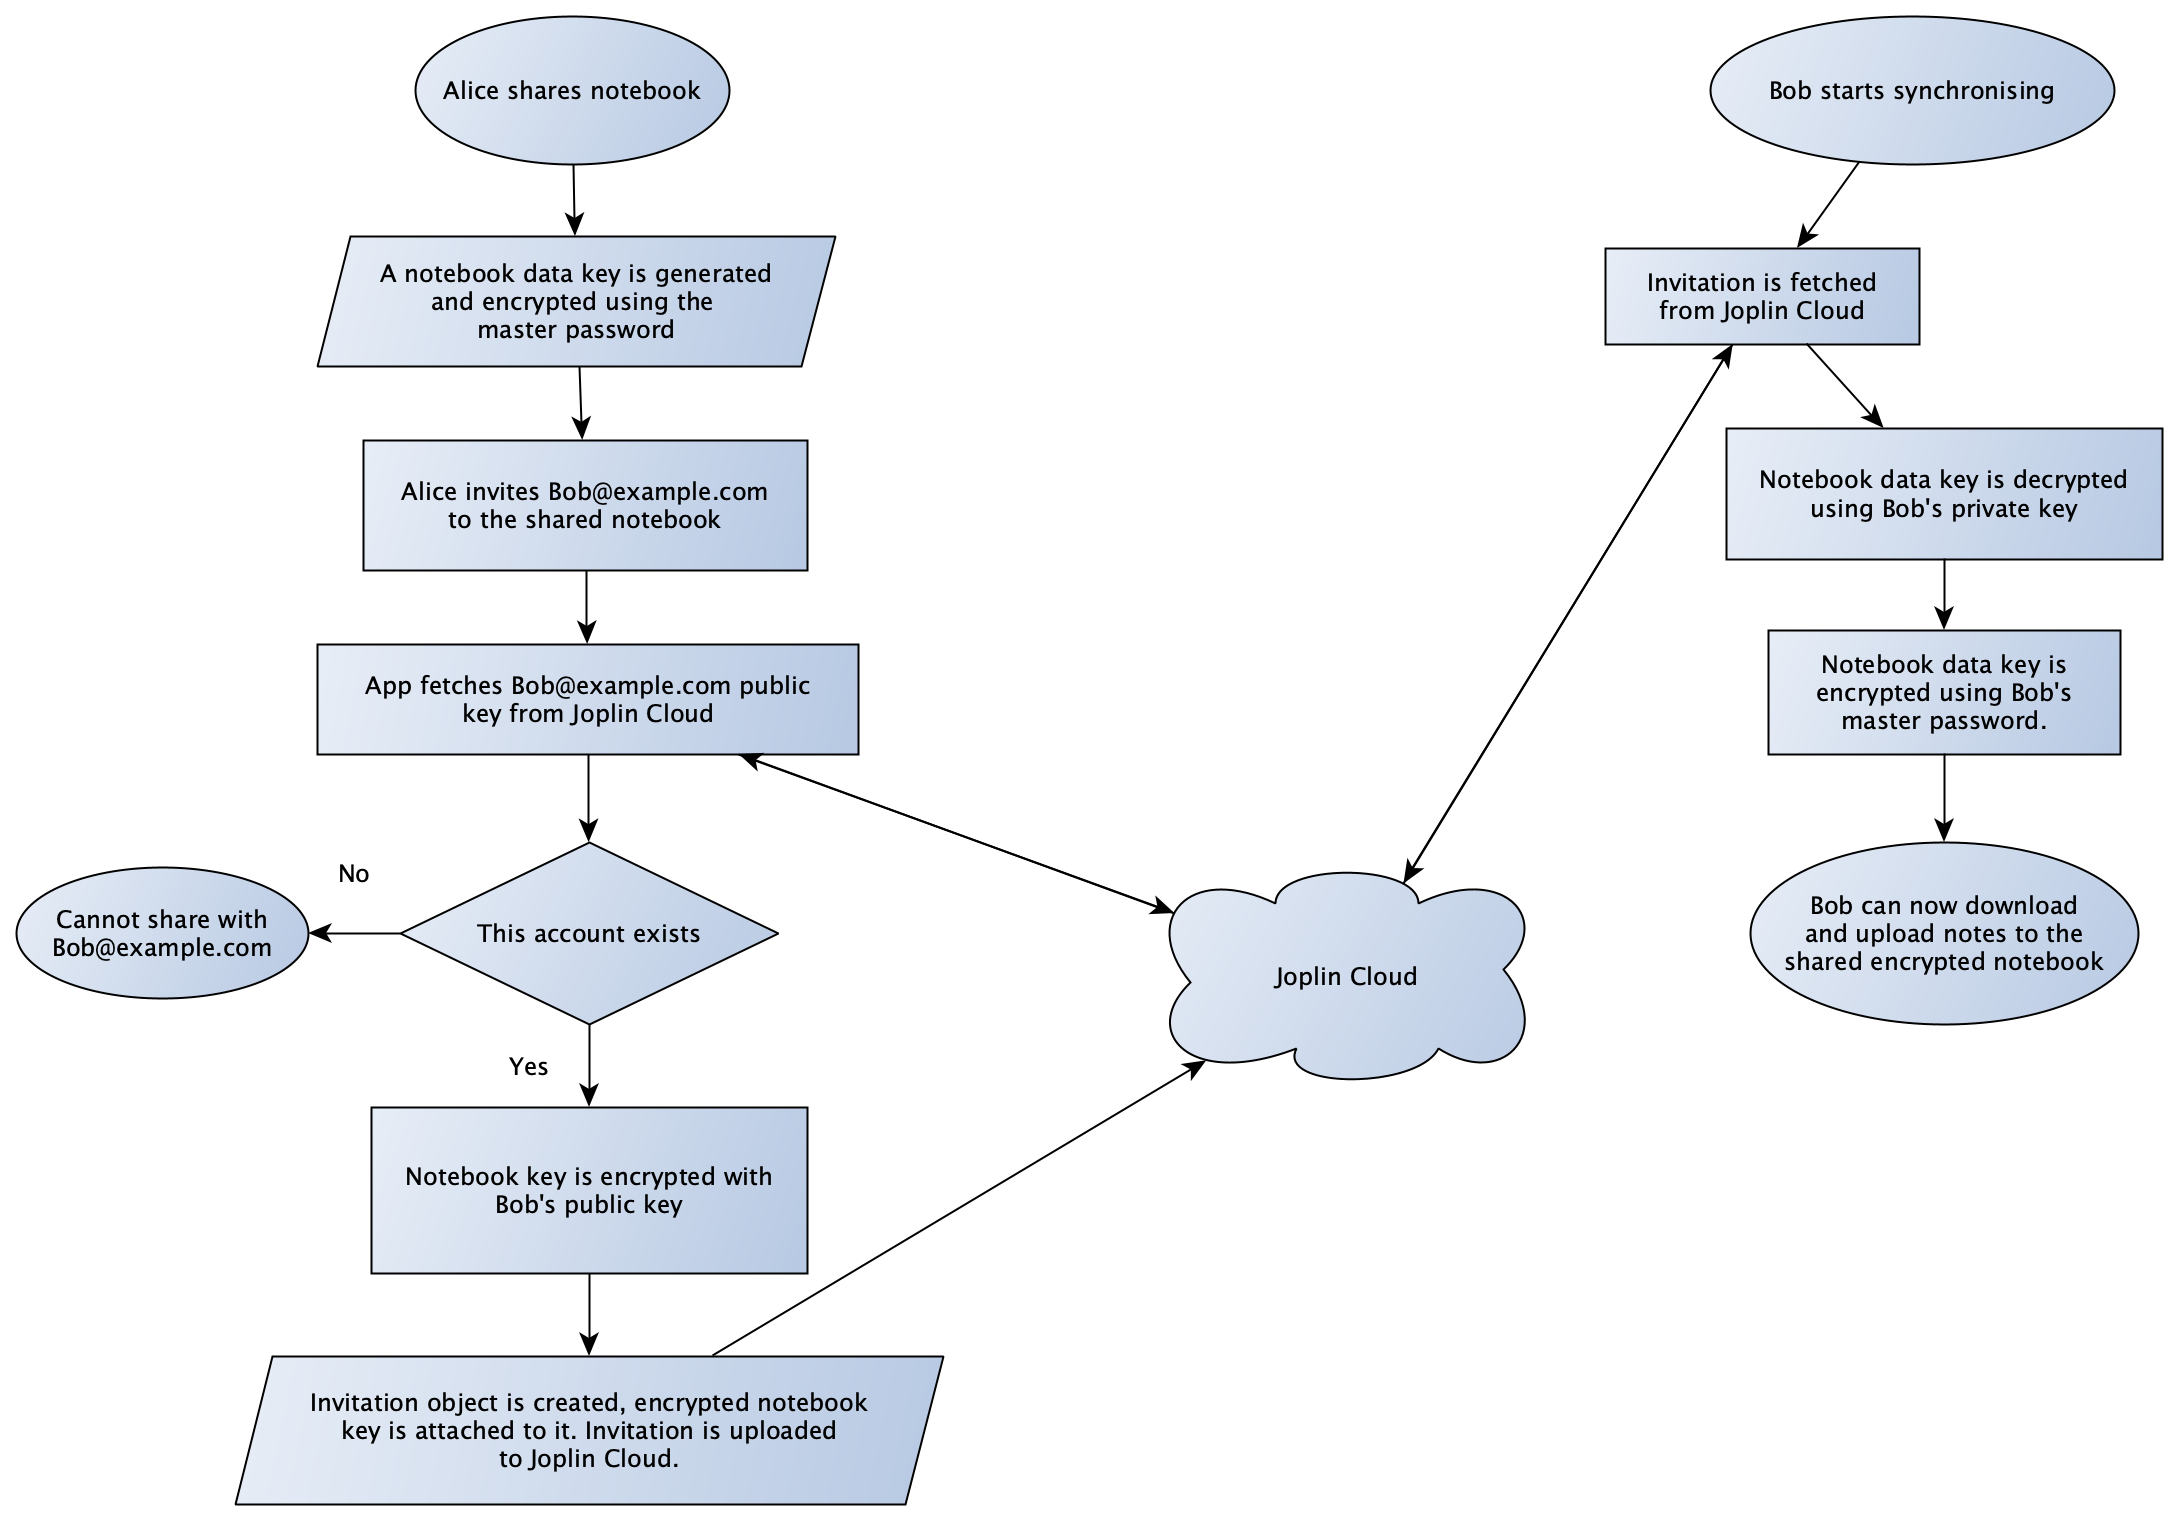 Alice shares notebook
A notebook data key is generated
and encrypted using the
master password
Alice invites Bob@example.com
to the shared notebook
App fetches Bob@example.com public
key from Joplin Cloud
This account exists
No
Cannot share with
Bob@example.com
Yes
Notebook key is encrypted with
Bob's public key
Invitation object is created, encrypted notebook
key is attached to it. Invitation is uploaded
to Joplin Cloud.
Joplin Cloud
Bob starts synchronising
Invitation is fetched
from Joplin Cloud
Notebook data key is decrypted
using Bob's private key
Notebook data key is
encrypted using Bob's
master password.
Bob can now download
and upload notes to the
shared encrypted notebook